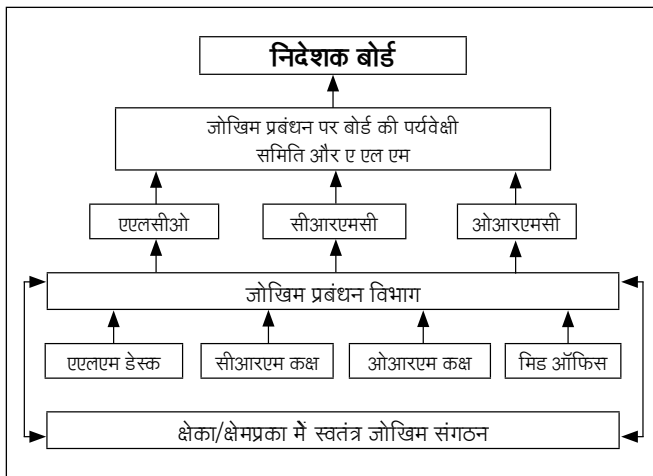 निदेशक बोर्ड
जोखिम प्रबंधन पर बोर्ड की पर्यवेक्षी
समिति और ए एल एम
एएलसीओ
सीआरएमसी
ओआरएमसी
जोखिम प्रबंधन विभाग
एएलएम डेस्क
सीआरएम कक्ष
ओआरएम कक्ष
मिड ऑफिस
क्षेका/क्षेमप्रका में स्वतंत्र जोखिम संगठन